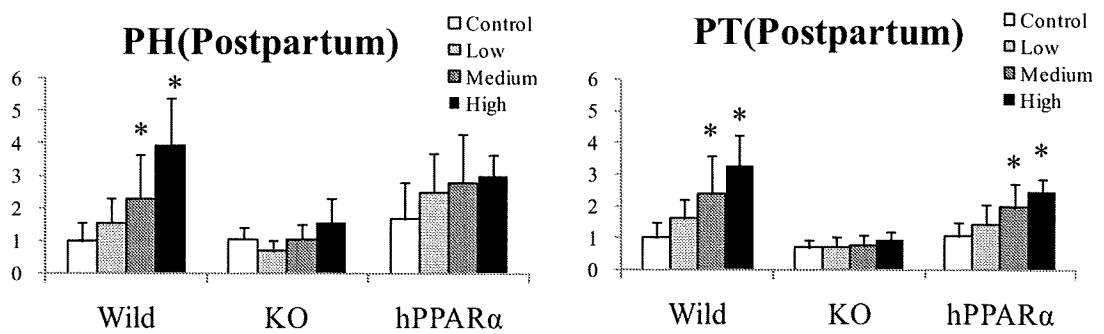 PH(Postpartum)
Control
Low
Medium
High
6
5
4
3
2
1
0
*
*
Wild
KO
hPPARα
PT(Postpartum)
Control
Low
Medium
High
6
5
4
3
2
1
0
*
*
*
*
Wild
KO
hPPARα